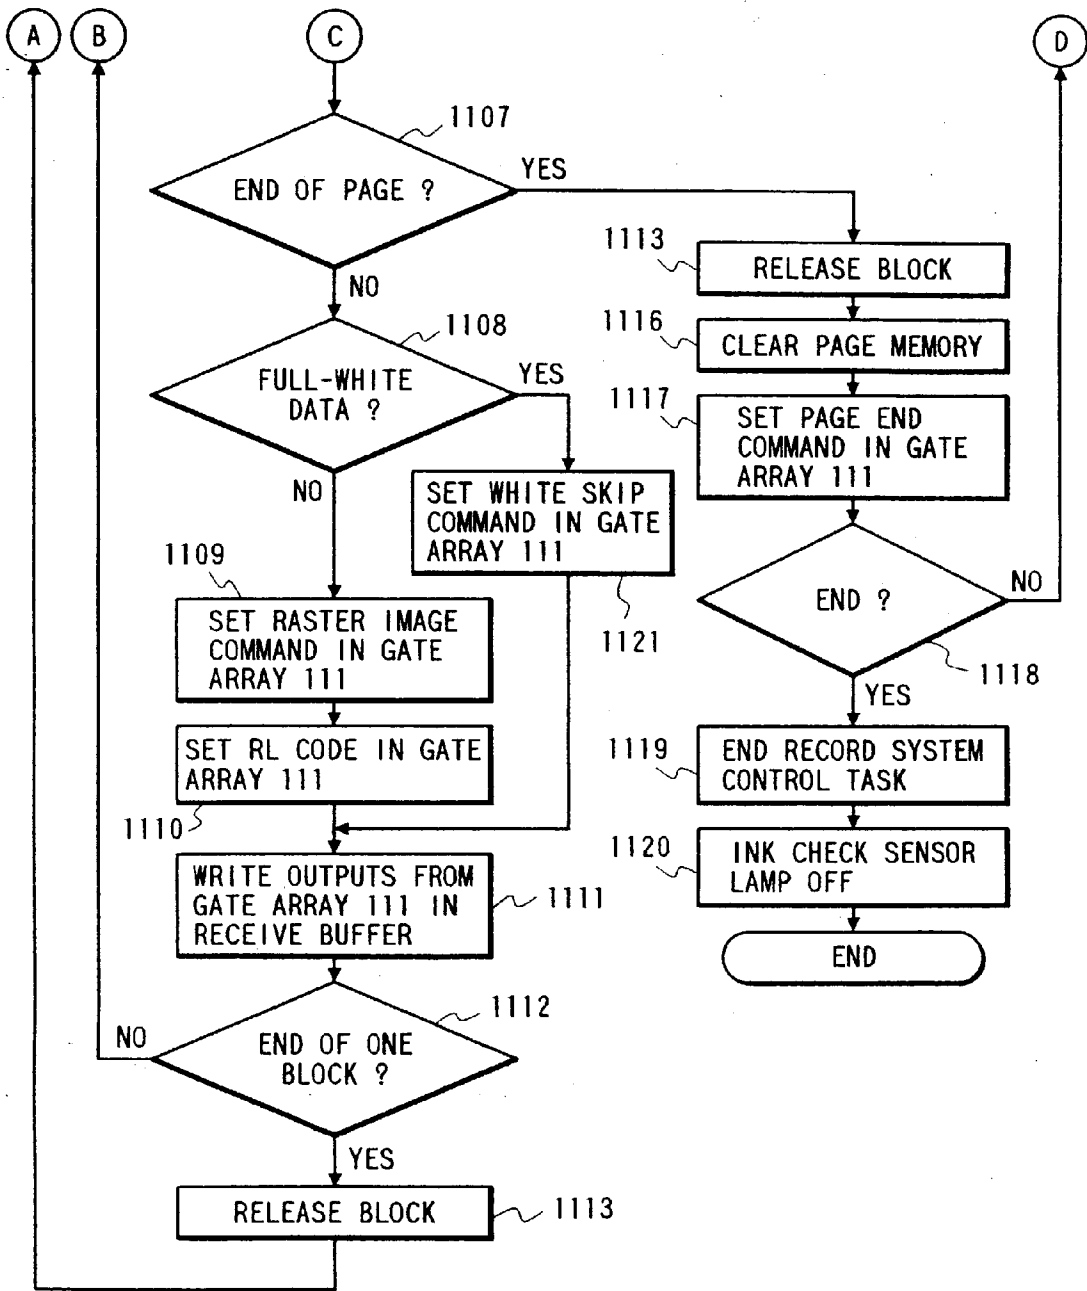 A
B
C
D
1107
END OF PAGE ?
YES
NO
1108
FULL-WHITE
DATA ?
YES
NO
SET WHITE SKIP
COMMAND IN GATE
ARRAY 111
1121
1109
SET RASTER IMAGE
COMMAND IN GATE
ARRAY 111
SET RL CODE IN GATE
ARRAY 111
1110
WRITE OUTPUTS FROM
GATE ARRAY 111 IN
RECEIVE BUFFER
1111
1112
END OF ONE
BLOCK ?
NO
YES
RELEASE BLOCK
1113
1113
RELEASE BLOCK
1116
CLEAR PAGE MEMORY
1117
SET PAGE END
COMMAND IN GATE
ARRAY 111
END ?
NO
1118
YES
1119
END RECORD SYSTEM
CONTROL TASK
1120
INK CHECK SENSOR
LAMP OFF
END